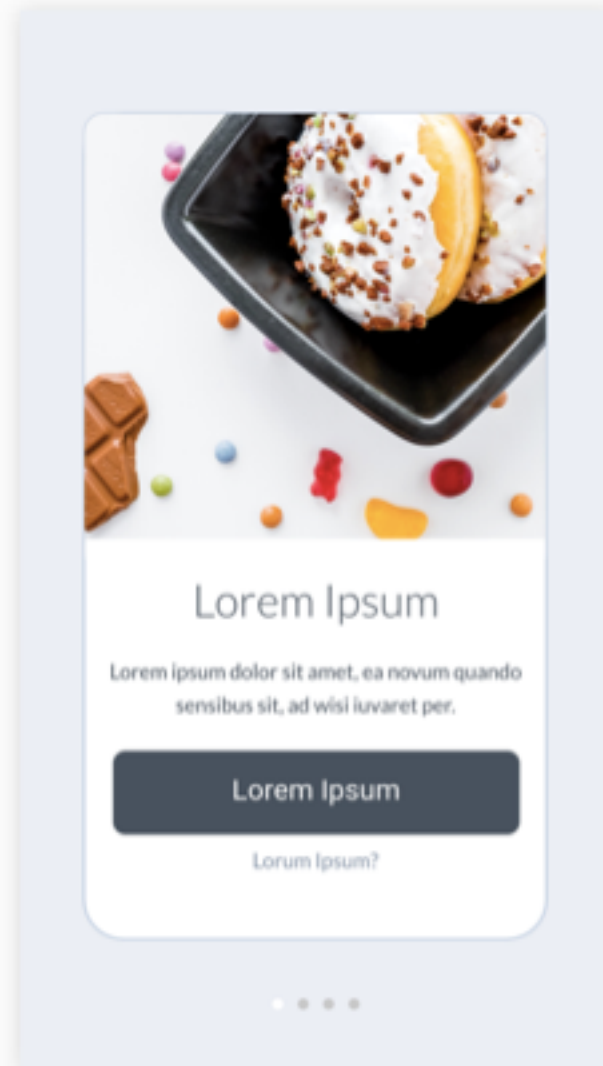 Lorem Ipsum
Lorem ipsum dolor sit amet, ea novum quando
sensibus sit, ad wisi iuvaret per.
Lorem Ipsum
Lorum Ipsum?